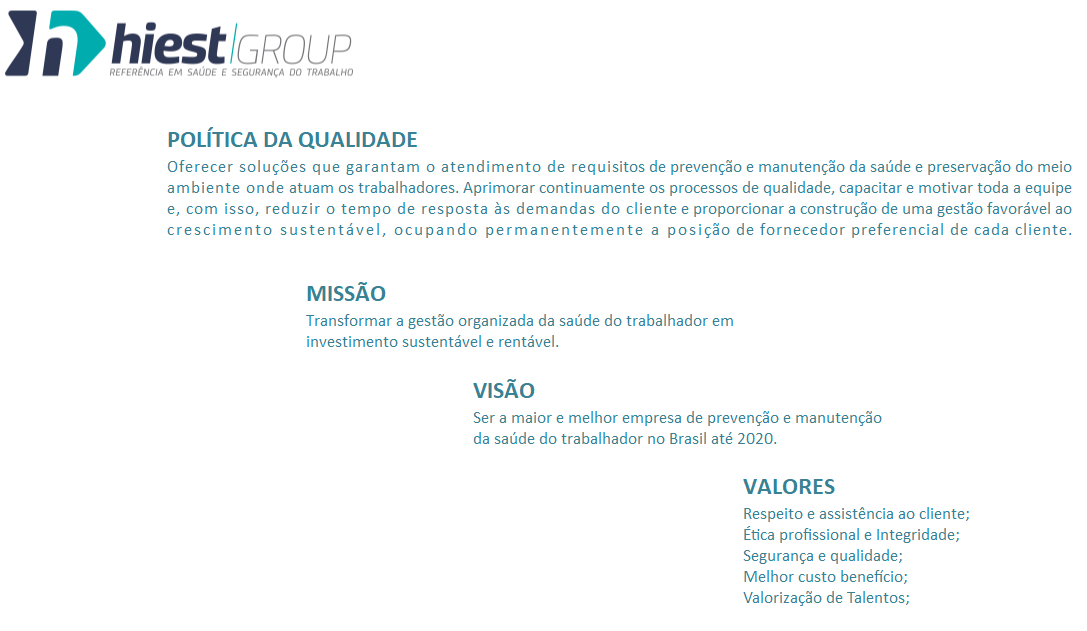 hiest GROUP
REFERÊNCIA EM SAÚDE E SEGURANÇA DO TRABALHO
POLÍTICA DA QUALIDADE
Oferecer soluções que garantam o atendimento de requisitos de prevenção e manutenção da saúde e preservação do meio
ambiente onde atuam os trabalhadores. Aprimorar continuamente os processos de qualidade, capacitar e motivar toda a equipe
e, com isso, reduzir o tempo de resposta às demandas do cliente e proporcionar a construção de uma gestão favorável ao
crescimento sustentável, ocupando permanentemente a posição de fornecedor preferencial de cada cliente.
MISSÃO
Transformar a gestão organizada da saúde do trabalhador em
investimento sustentável e rentável.
VISÃO
Ser a maior e melhor empresa de prevenção e manutenção
da saúde do trabalhador no Brasil até 2020.
VALORES
Respeito e assistência ao cliente;
Ética profissional e Integridade;
Segurança e qualidade;
Melhor custo benefício;
Valorização de Talentos;